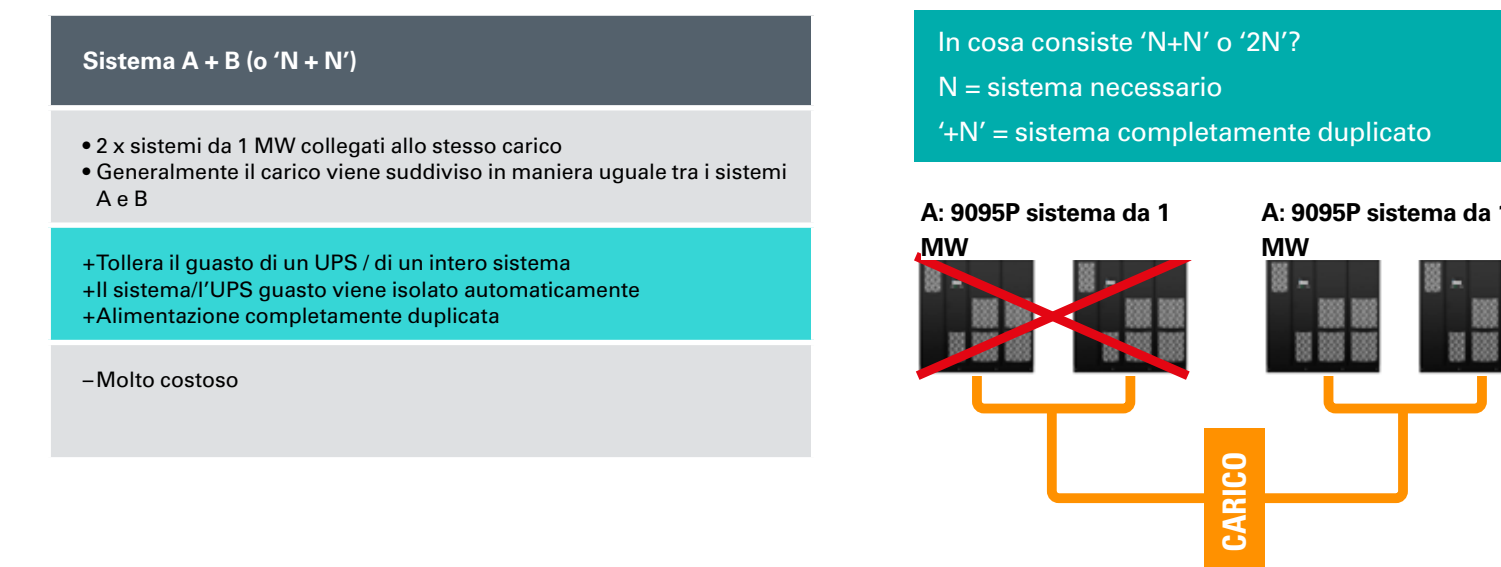 Sistema A + B (o ‘N + N’)
• 2 x sistemi da 1 MW collegati allo stesso carico
• Generalmente il carico viene suddiviso in maniera uguale tra i sistemi
A e B
+Tollera il guasto di un UPS / di un intero sistema
+Il sistema/l’UPS guasto viene isolato automaticamente
+Alimentazione completamente duplicata
–Molto costoso
In cosa consiste ‘N+N’ o ‘2N’?
N = sistema necessario
‘+N’ = sistema completamente duplicato
A: 9095P sistema da 1
MW
A: 9095P sistema da 1
MW
CARICO